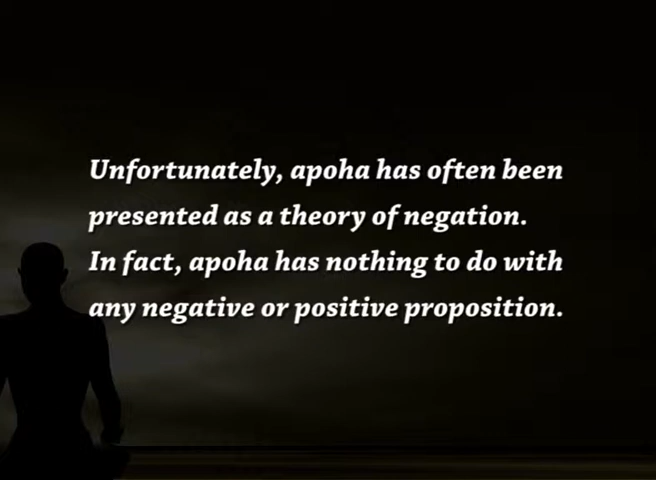 Unfortunately, apoha has often been
presented as a theory of negation.
In fact, apoha has nothing to do with
any negative or positive proposition.